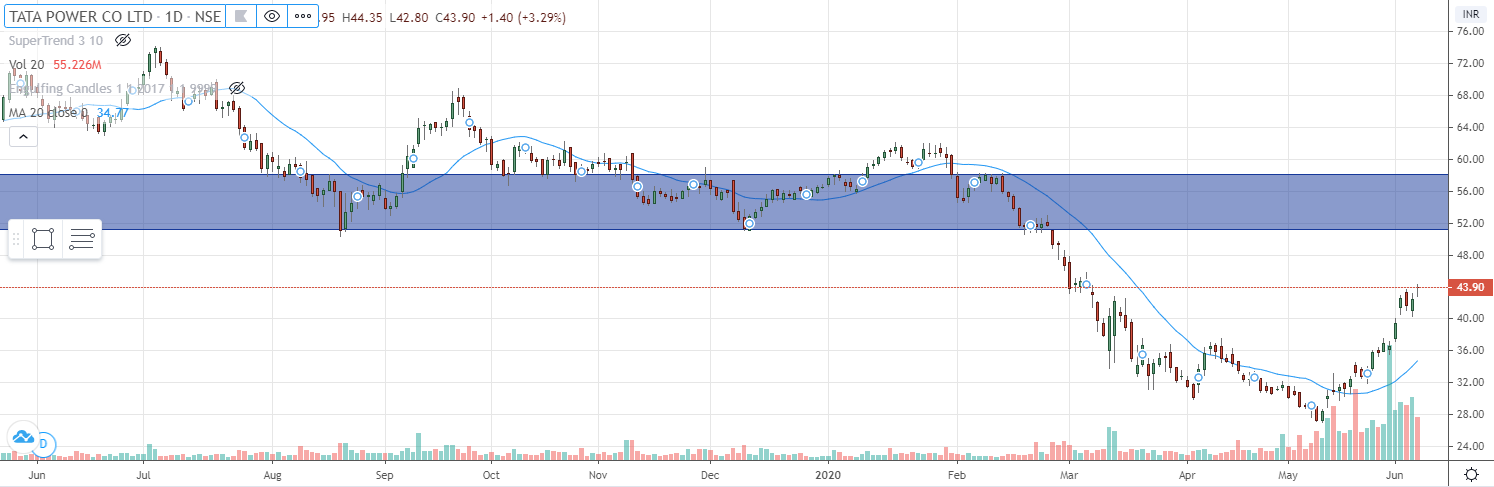 TATA POWER CO LTD · 1D · NSE .95 H44.35 L42.80 C43.90 +1.40 (+3.29%)
INR
SuperTrend 3 10
Vol 20 55.226M
Engulfing Candles 1 1 2017
MA 20 close 0 34.77
76.00
72.00
68.00
64.00
60.00
56.00
52.00
48.00
43.90
40.00
36.00
32.00
28.00
24.00
D
Jun Jul Aug Sep Oct Nov Dec 2020 Feb Mar Apr May Jun